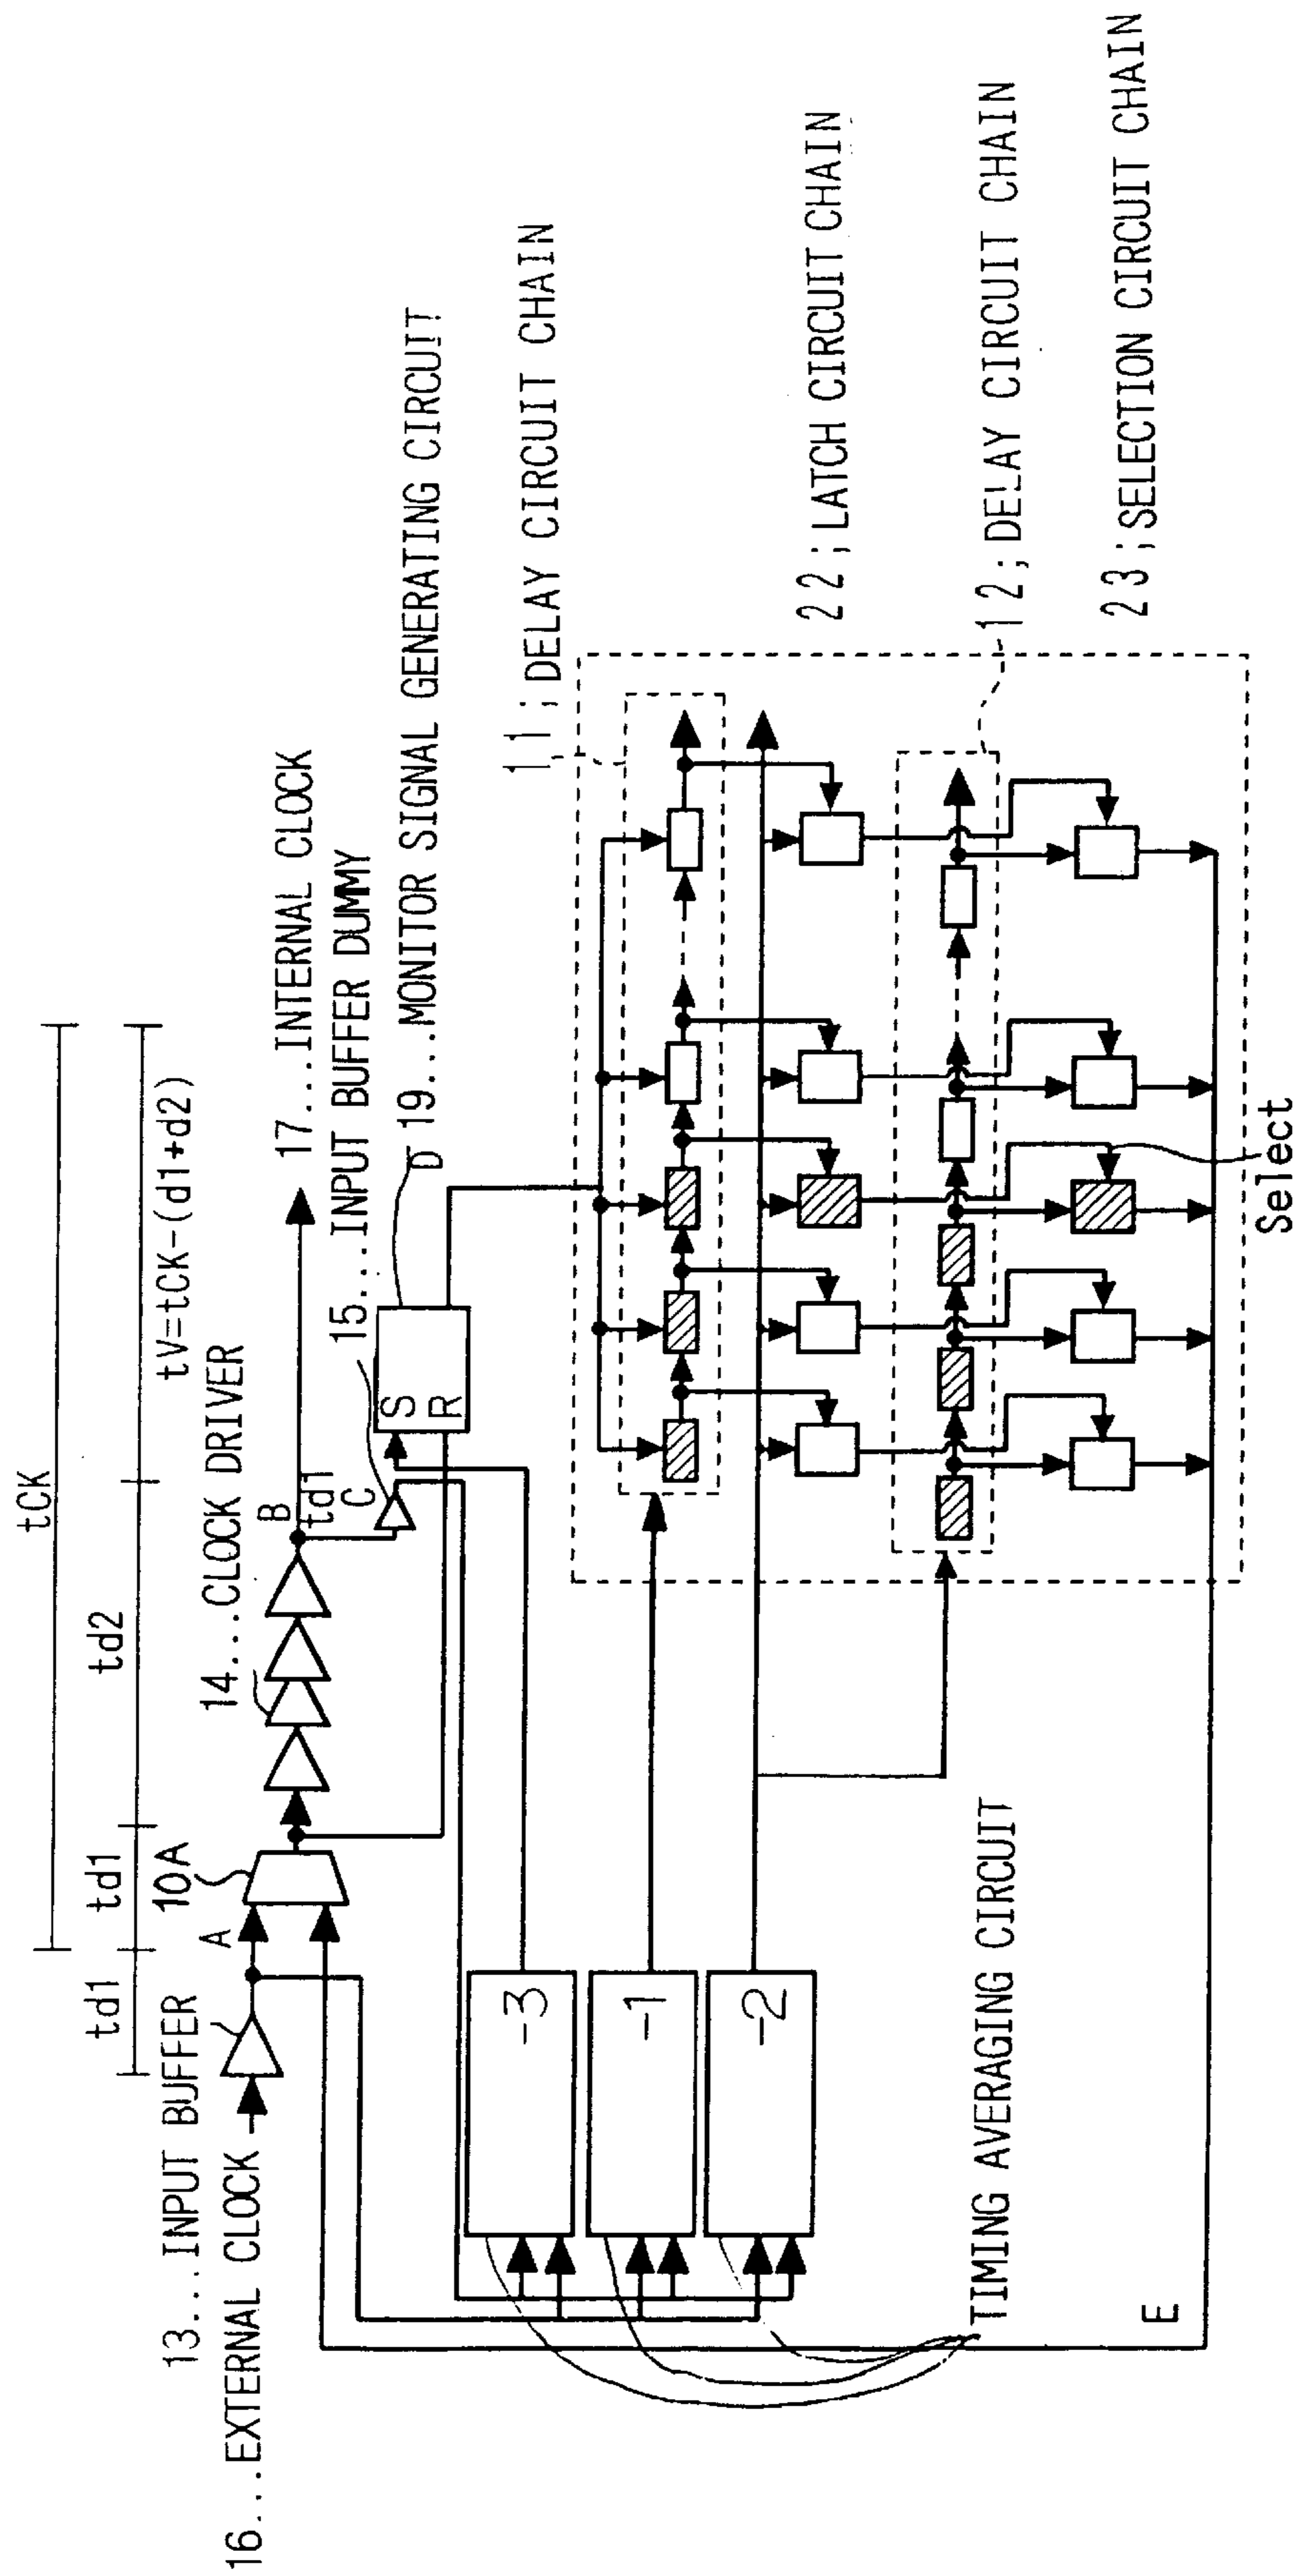 tCK
td1
td1
td2
tV=tCK-(d1+d2)
13...INPUT BUFFER
16...EXTERNAL CLOCK
A
10A
14...CLOCK DRIVER
B
td1
C
17...INTERNAL CLOCK
15...INPUT BUFFER DUMMY
S
R
D 19...MONITOR SIGNAL GENERATING CIRCUIT
-3
-1
-2
11;DELAY CIRCUIT CHAIN
22;LATCH CIRCUIT CHAIN
12;DELAY CIRCUIT CHAIN
23;SELECTION CIRCUIT CHAIN
TIMING AVERAGING CIRCUIT
E
Select